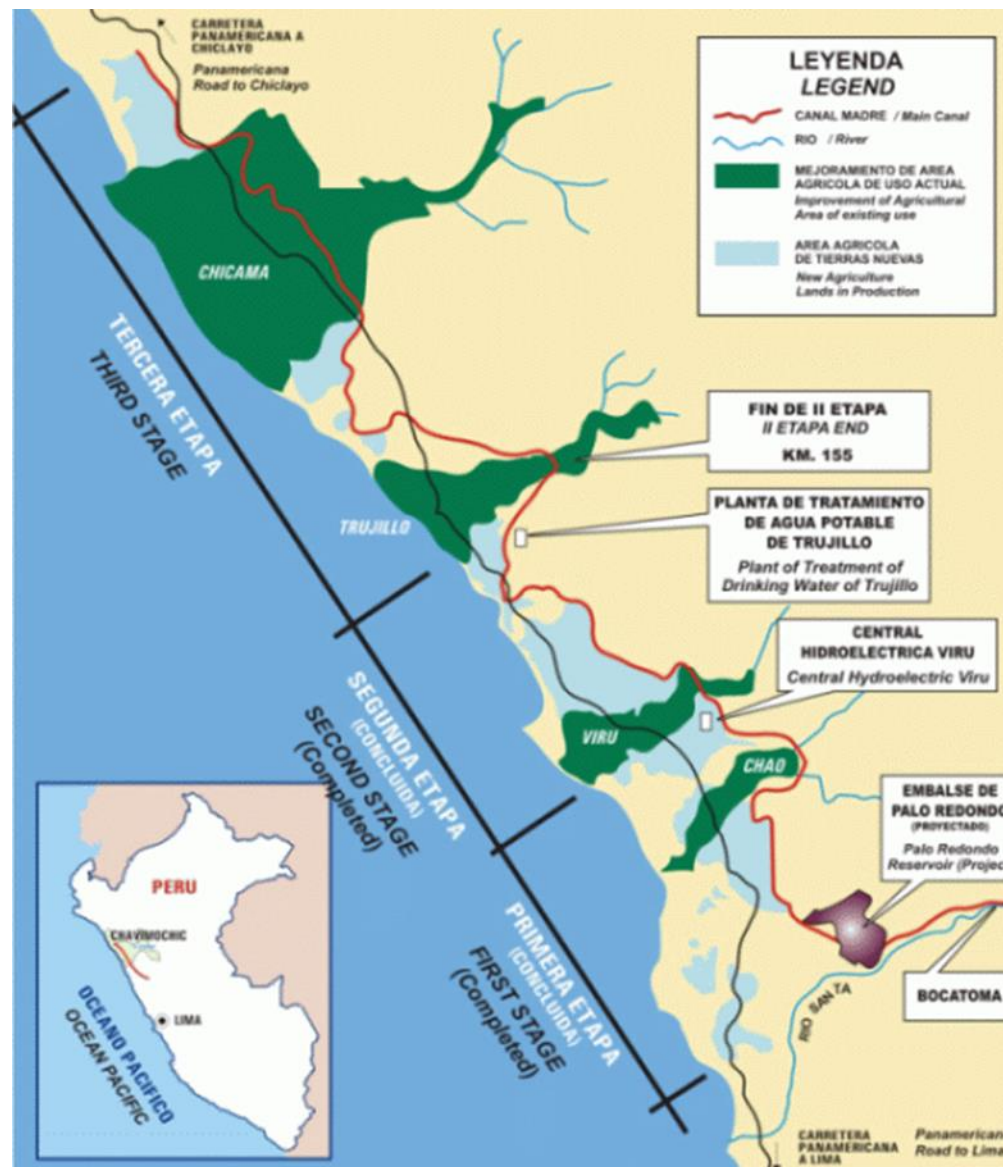 CARRETERA
PANAMERICANA A
CHICLAYO
Panamericana
Road to Chiclayo
LEYENDA
LEGEND
CANAL MADRE / Main Canal
RIO / River
MEJORAMIENTO DE AREA
AGRICOLA DE USO ACTUAL
Improvement of Agricultural
Area of existing use
AREA AGRICOLA
DE TIERRAS NUEVAS
New Agriculture
Lands in Production
CHICAMA
TERCERA ETAPA
THIRD STAGE
FIN DE II ETAPA
II ETAPA END
KM. 155
PLANTA DE TRATAMIENTO
DE AGUA POTABLE
DE TRUJILLO
Plant of Treatment of
Drinking Water of Trujillo
TRUJILLO
CENTRAL
HIDROELECTRICA VIRU
Central Hydroelectric Viru
SEGUNDA ETAPA
(CONCLUIDA)
SECOND STAGE
(Completed)
VIRU
CHAO
EMBALSE DE
PALO REDONDO
(PROYECTADO)
Palo Redondo
Reservoir (Projec
PRIMERA ETAPA
(CONCLUIDA)
FIRST STAGE
(Completed)
BOCATOMA
RIO SANTA
PERU
CHAVIMOCHIC
LIMA
OCEANO PACIFICO
OCEAN PACIFIC
CARRETERA
PANAMERICANA
A LIMA
Panamerican
Road to Lima